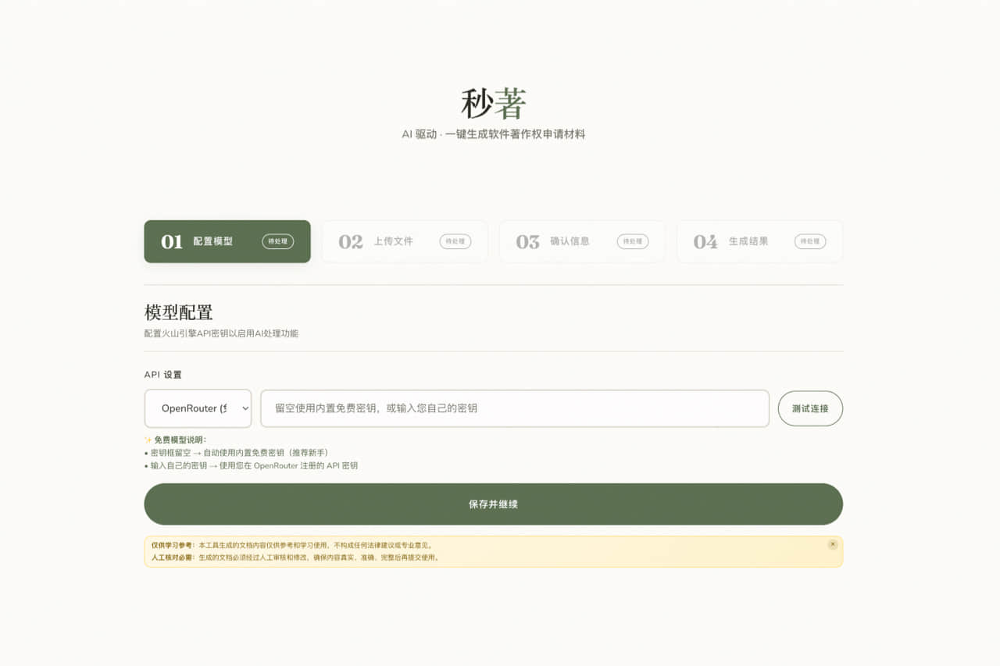 秒著
AI 驱动 · 一键生成软件著作权申请材料
01 配置模型 待处理
02 上传文件 待处理
03 确认信息 待处理
04 生成结果 待处理
模型配置
配置火山引擎API密钥以启用AI处理功能
API 设置
OpenRouter (
留空使用内置免费密钥，或输入您自己的密钥
测试连接
✨ 免费模型说明：
• 密钥框留空 → 自动使用内置免费密钥（推荐新手）
• 输入自己的密钥 → 使用您在 OpenRouter 注册的 API 密钥
保存并继续
仅供学习参考：本工具生成的文档内容仅供参考和学习使用，不构成任何法律建议或专业意见。
×
人工核对必需：生成的文档必须经过人工审核和修改，确保内容真实、准确、完整后再提交使用。